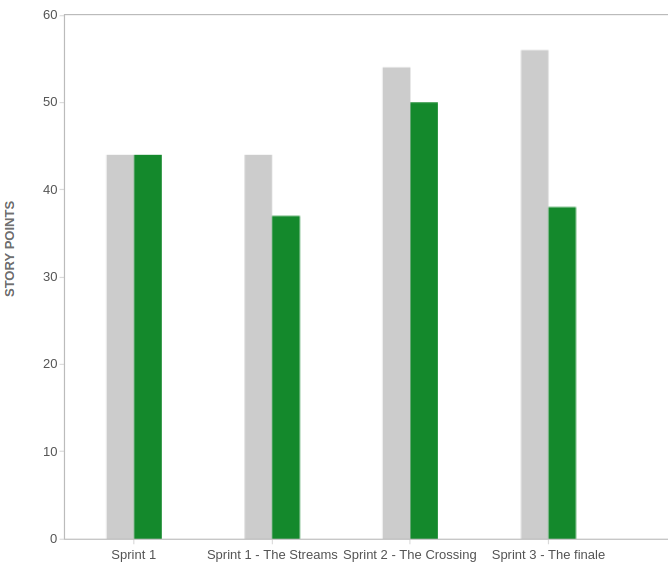 60
50
40
30
20
10
0
STORY POINTS
Sprint 1
Sprint 1 - The Streams
Sprint 2 - The Crossing
Sprint 3 - The finale